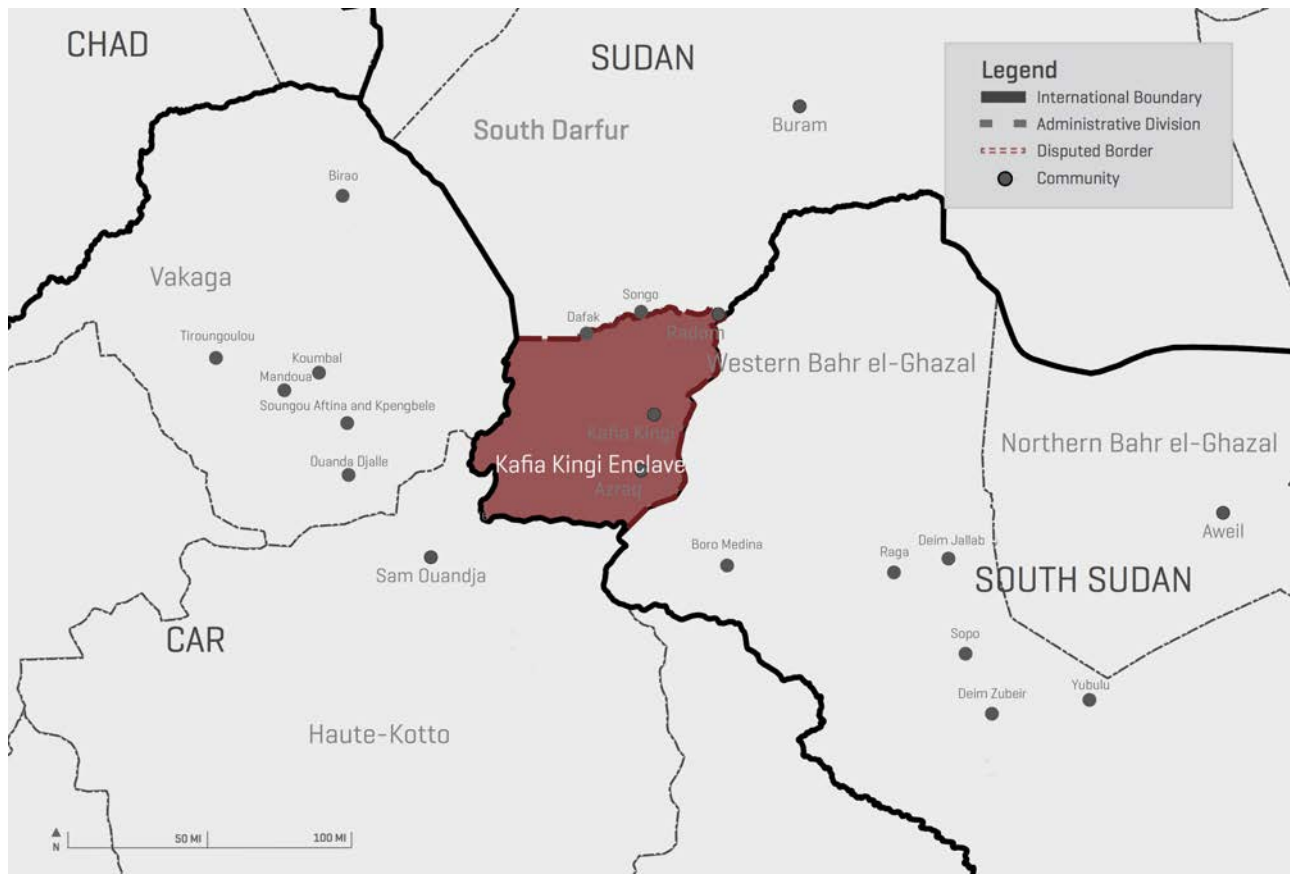 CHAD
SUDAN
Legend
International Boundary
Administrative Division
Disputed Border
Community
South Darfur
Buram
Birao
Vakaga
Songo
Dafak
Radom
Tiroungoulou
Koumbal
Mandoua
Western Bahr el-Ghazal
Soungou Aftina and Kpengbele
Kafia Kingi
Northern Bahr el-Ghazal
Ouanda Djalle
Kafia Kingi Enclave
Azraq
Aweil
Boro Medina
Raga
Deim Jallab
Sam Ouandja
SOUTH SUDAN
CAR
Sopo
Deim Zubeir
Yubulu
Haute-Kotto
N
50 MI
100 MI